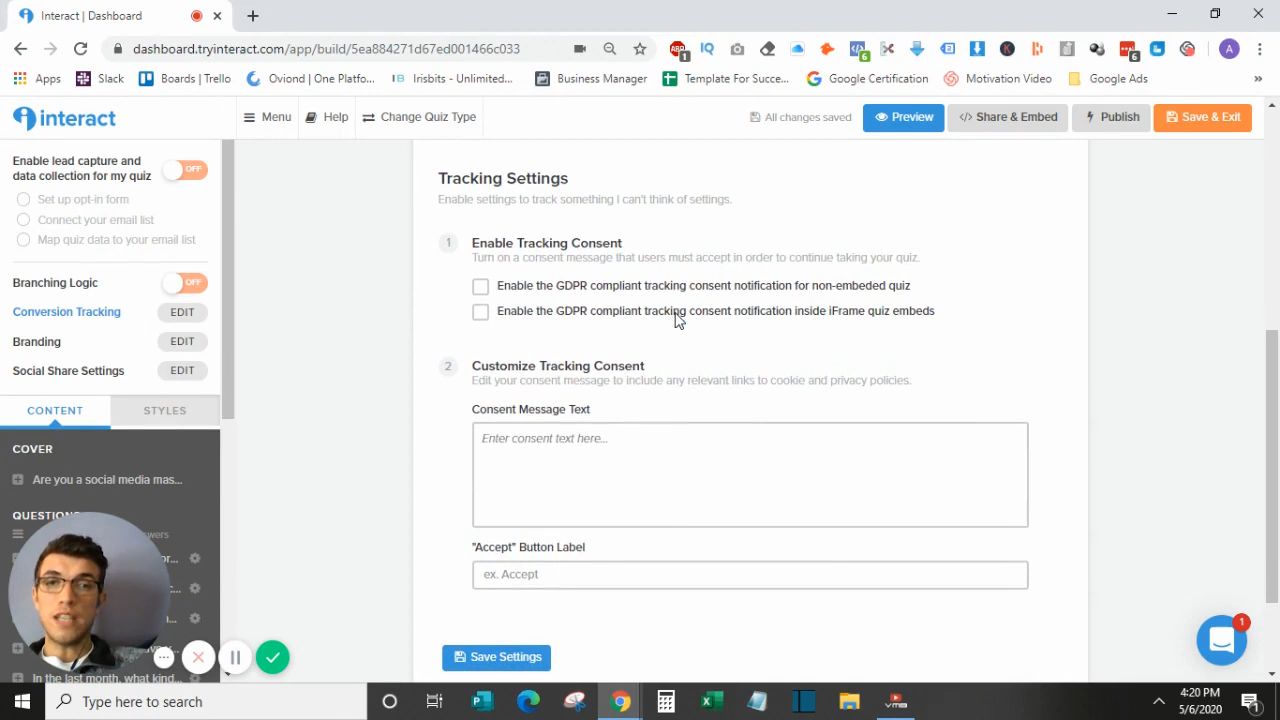 Interact | Dashboard
dashboard.tryinteract.com/app/build/5ea884271d67ed001466c033
ABP 1
IQ
6
6
A
Apps
Slack
Boards | Trello
Oviond | One Platfo...
Irisbits - Unlimited...
Business Manager
Template For Succe...
Google Certification
Motivation Video
Google Ads
interact
Menu
Help
Change Quiz Type
All changes saved
Preview
</> Share & Embed
Publish
Save & Exit
Enable lead capture and
data collection for my quiz
OFF
Set up opt-in form
Connect your email list
Map quiz data to your email list
Branching Logic
OFF
Conversion Tracking
EDIT
Branding
EDIT
Social Share Settings
EDIT
CONTENT
STYLES
COVER
Are you a social media mas...
QUESTIONS
In the last month, what kind...
Tracking Settings
Enable settings to track something I can't think of settings.
1
Enable Tracking Consent
Turn on a consent message that users must accept in order to continue taking your quiz.
Enable the GDPR compliant tracking consent notification for non-embeded quiz
Enable the GDPR compliant tracking consent notification inside iFrame quiz embeds
2
Customize Tracking Consent
Edit your consent message to include any relevant links to cookie and privacy policies.
Consent Message Text
Enter consent text here...
"Accept" Button Label
ex. Accept
Save Settings
1
Type here to search
4:20 PM
5/6/2020
1